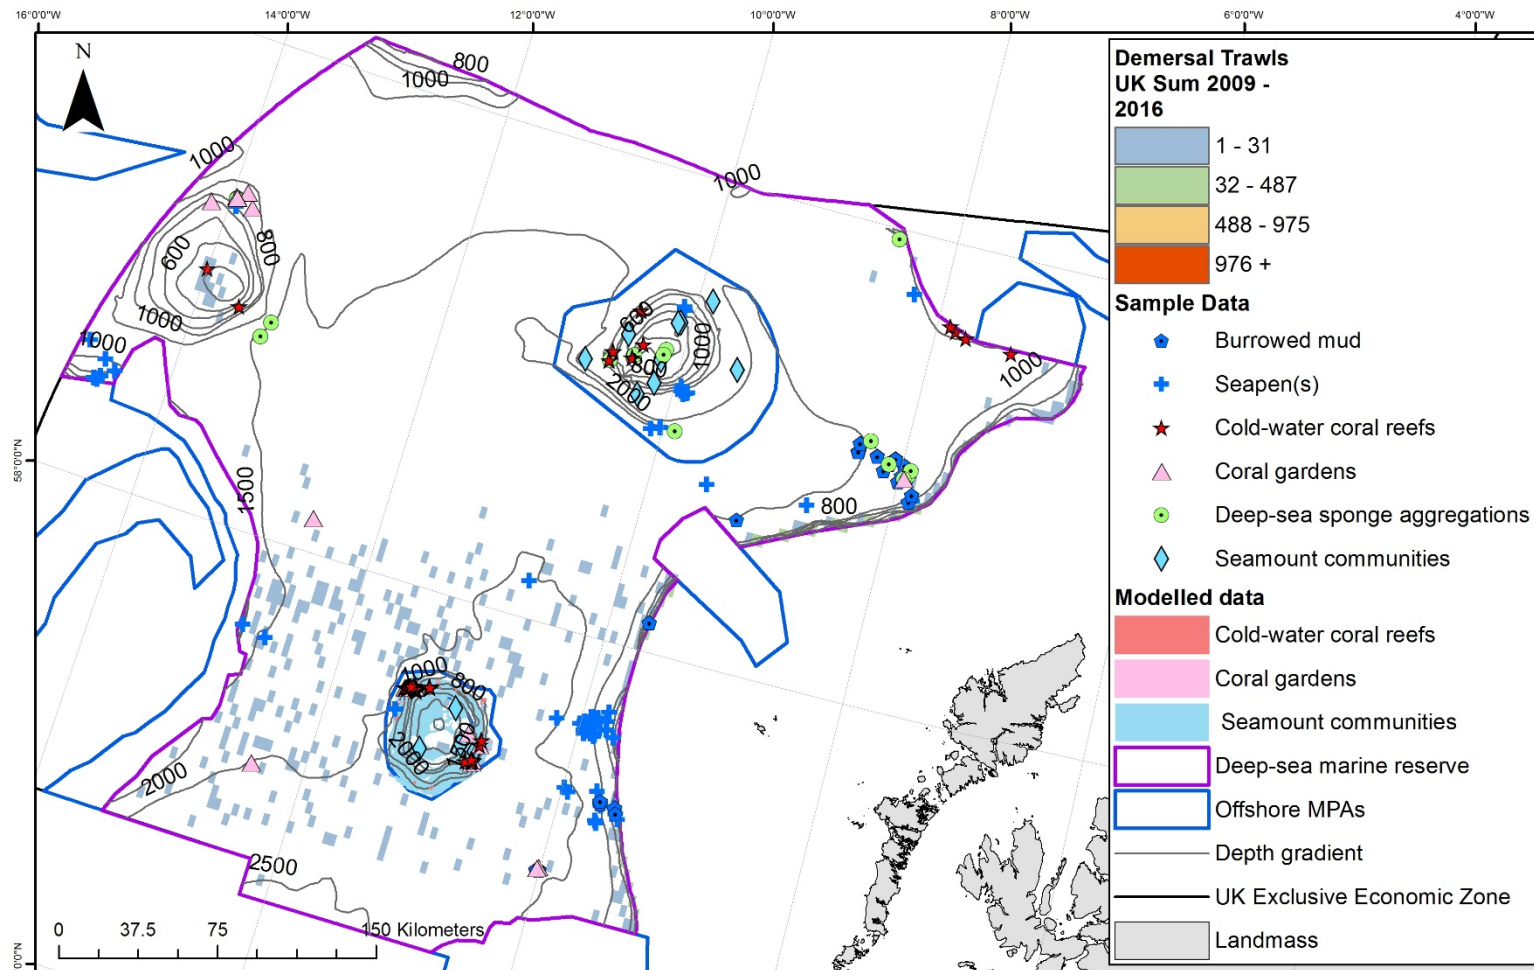 16°0'0"W 14°0'0"W 12°0'0"W 10°0'0"W 8°0'0"W 6°0'0"W 4°0'0"W
N
800
1000
1000
1000
600
800
1000
1000
600
1000
800
2000
1000
58°0'0"N
1500
800
1000
800
2000
1200
2000
2500
0 37.5 75 150 Kilometers
0°0"N
Demersal Trawls
UK Sum 2009 -
2016
1 - 31
32 - 487
488 - 975
976 +
Sample Data
Burrowed mud
Seapen(s)
Cold-water coral reefs
Coral gardens
Deep-sea sponge aggregations
Seamount communities
Modelled data
Cold-water coral reefs
Coral gardens
Seamount communities
Deep-sea marine reserve
Offshore MPAs
Depth gradient
UK Exclusive Economic Zone
Landmass